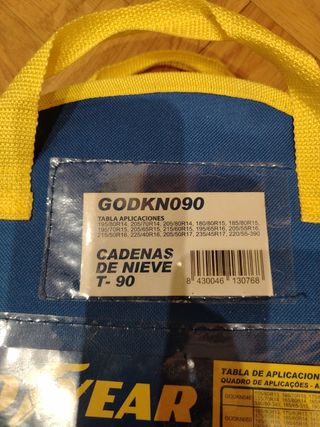 GODKN090
TABLA APLICACIONES
195/80R14, 205/70R14, 205/80R14, 180/80R15, 185/80R15,
195/70R15, 205/65R15, 215/60R15, 195/65R16, 205/55R16,
215/50R16, 225/40R16, 205/50R17, 235/45R17, 220/55-390
CADENAS
DE NIEVE
T- 90
8 430046 130768
YEAR
TABLA DE APLICACION
QUADRO DE APLICAÇÕES - A